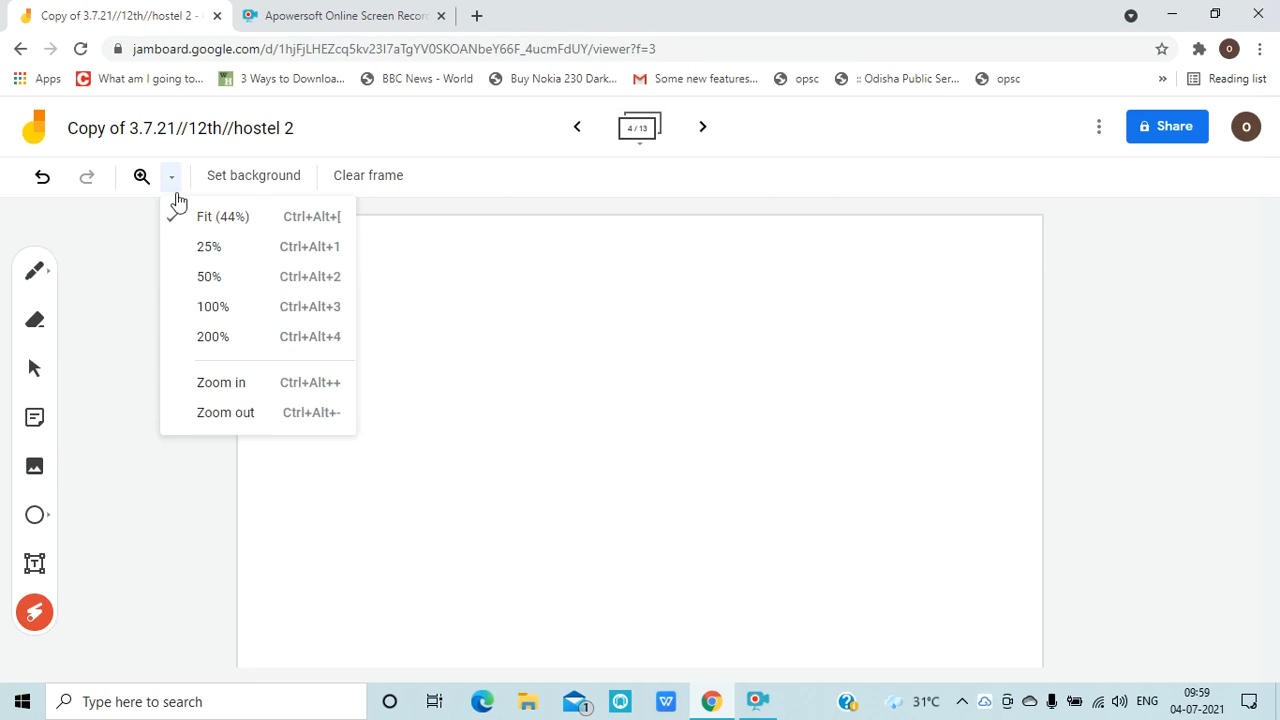 Copy of 3.7.21//12th//hostel 2 -
Apowersoft Online Screen Recor
jamboard.google.com/d/1hjFjLHEZcq5kv23I7aTgYV0SKOANbeY66F_4ucmFdUY/viewer?f=3
O
Apps
What am I going to...
3 Ways to Downloa...
BBC News - World
Buy Nokia 230 Dark...
Some new features...
opsc
:: Odisha Public Ser...
opsc
»
Reading list
Copy of 3.7.21//12th//hostel 2
4 / 13
Share
O
Set background
Clear frame
Fit (44%) Ctrl+Alt+[
25% Ctrl+Alt+1
50% Ctrl+Alt+2
100% Ctrl+Alt+3
200% Ctrl+Alt+4
Zoom in Ctrl+Alt++
Zoom out Ctrl+Alt+-
T
Type here to search
1
31°C
ENG
09:59
04-07-2021